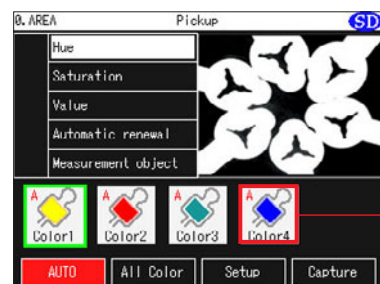 0. AREA Pickup SD
Hue
Saturation
Value
Automatic renewal
Measurement object
A A A A
Color1 Color2 Color3 Color4
AUTO All Color Setup Capture